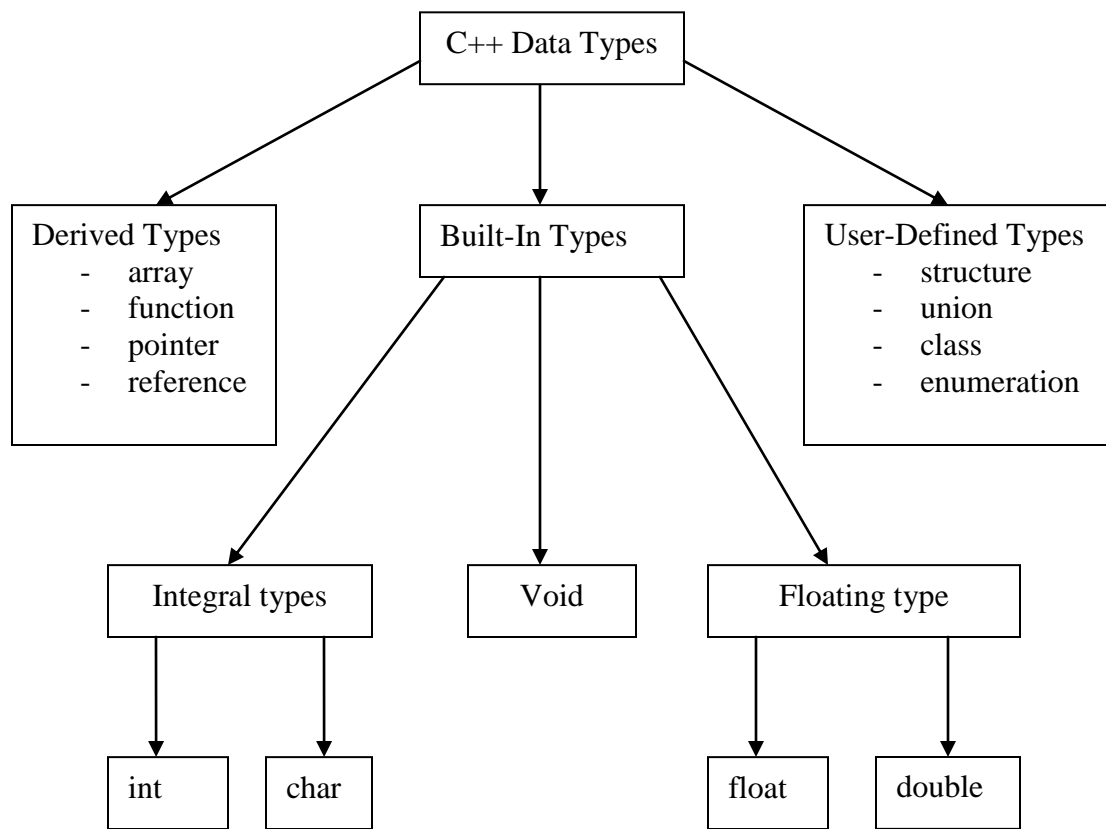 C++ Data Types
Derived Types
- array
- function
- pointer
- reference
Built-In Types
User-Defined Types
- structure
- union
- class
- enumeration
Integral types
Void
Floating type
int
char
float
double